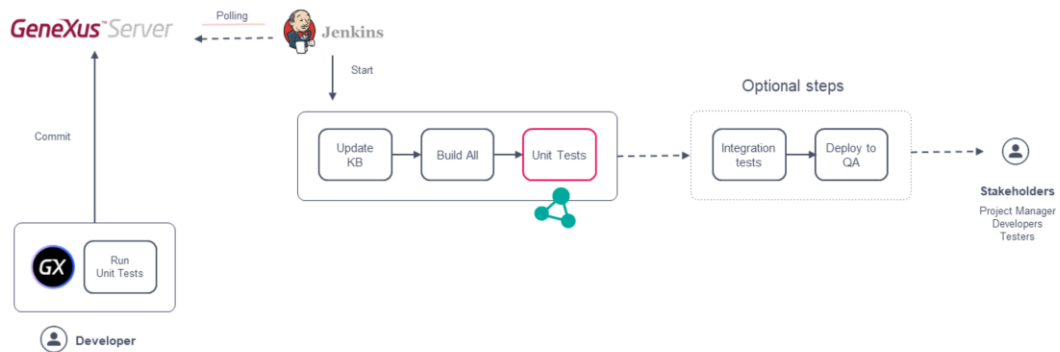 GeneXus™ Server
Polling
Jenkins
Start
Commit
Optional steps
Update
KB
Build All
Unit Tests
Integration
tests
Deploy to
QA
Stakeholders
Project Manager
Developers
Testers
GX
Run
Unit Tests
Developer